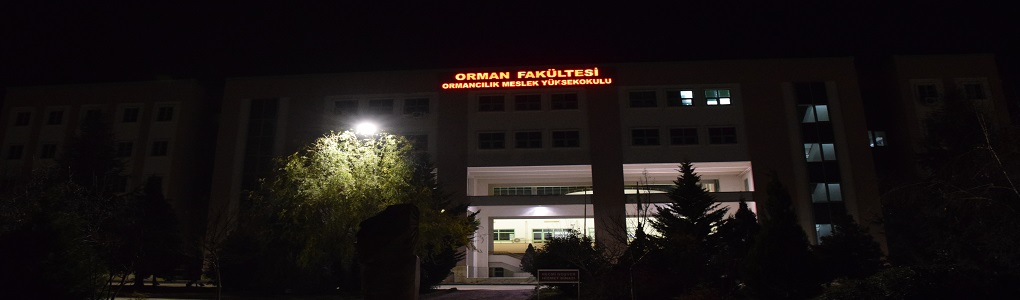 ORMAN FAKÜLTESİ
ORMANCILIK MESLEK YÜKSEKOKULU